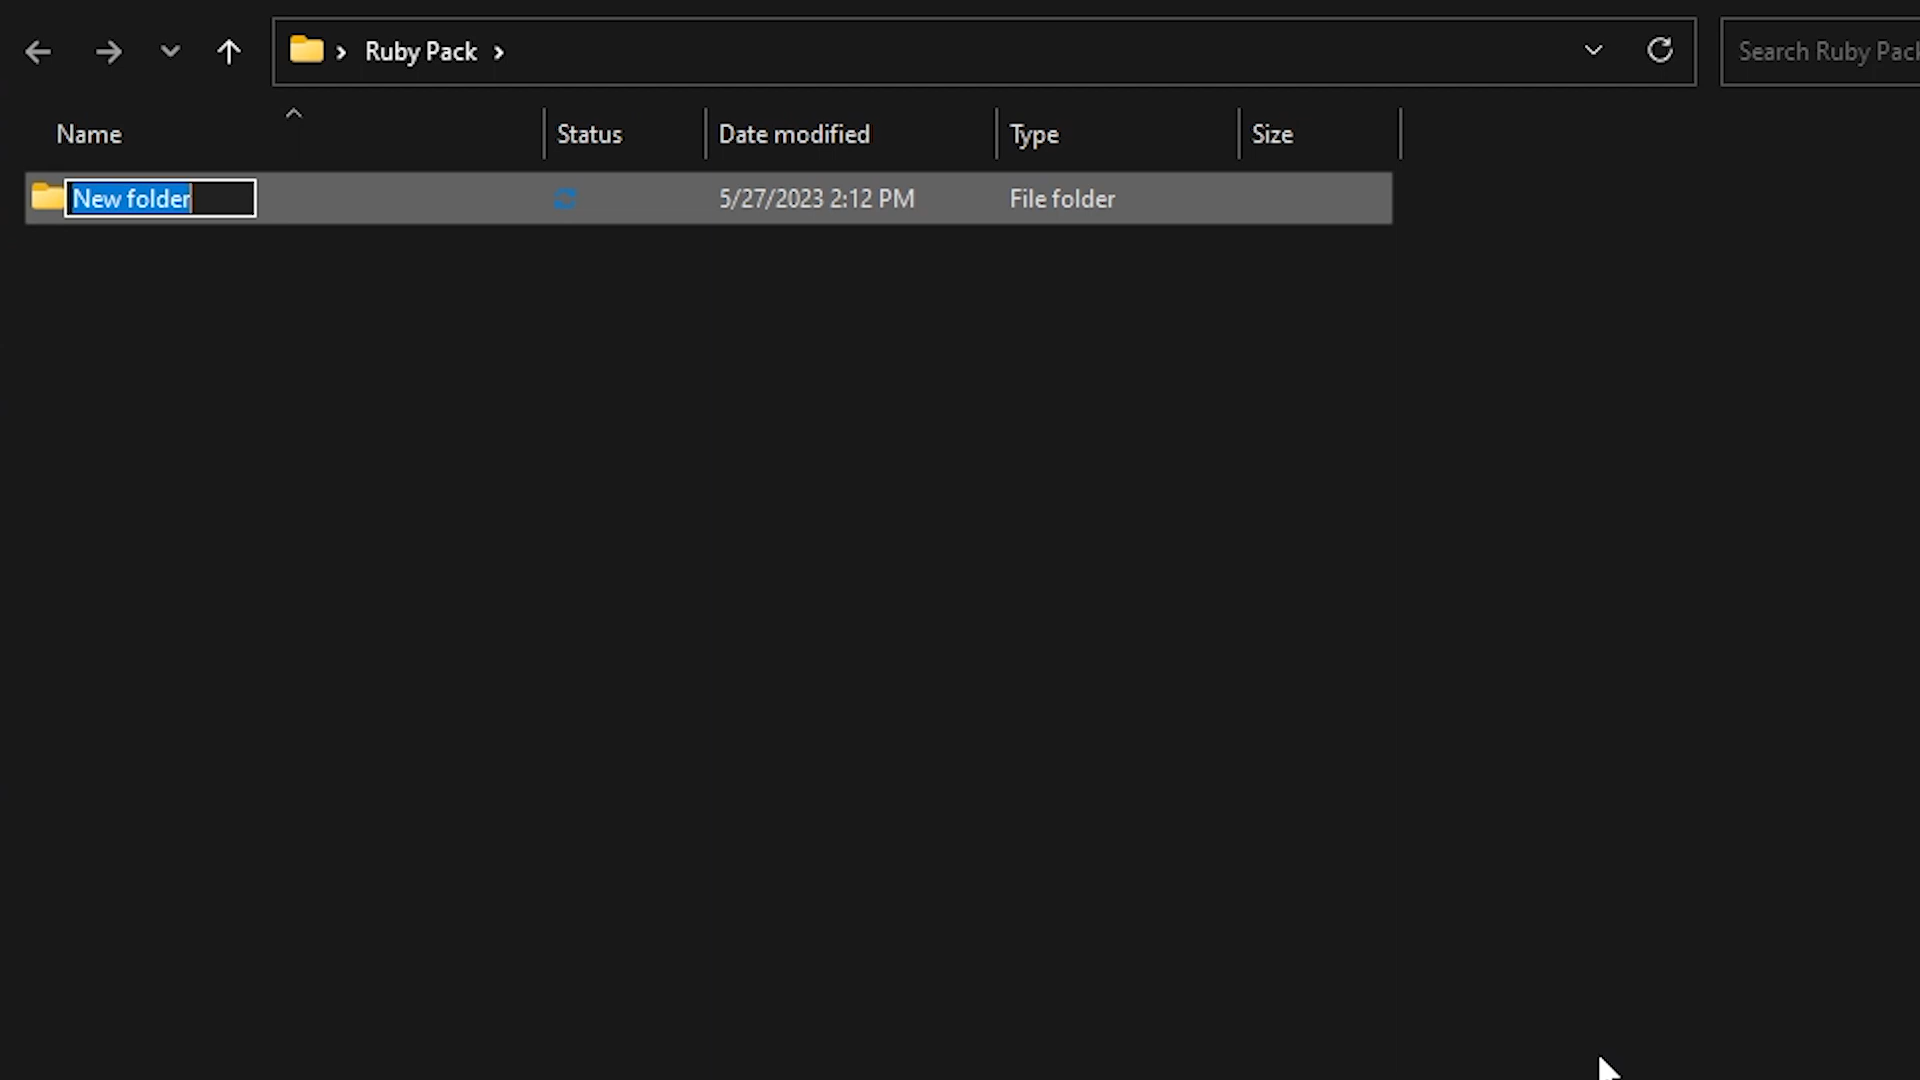 Ruby Pack
Search Ruby Pack
Name Status Date modified Type Size
New folder 5/27/2023 2:12 PM File folder